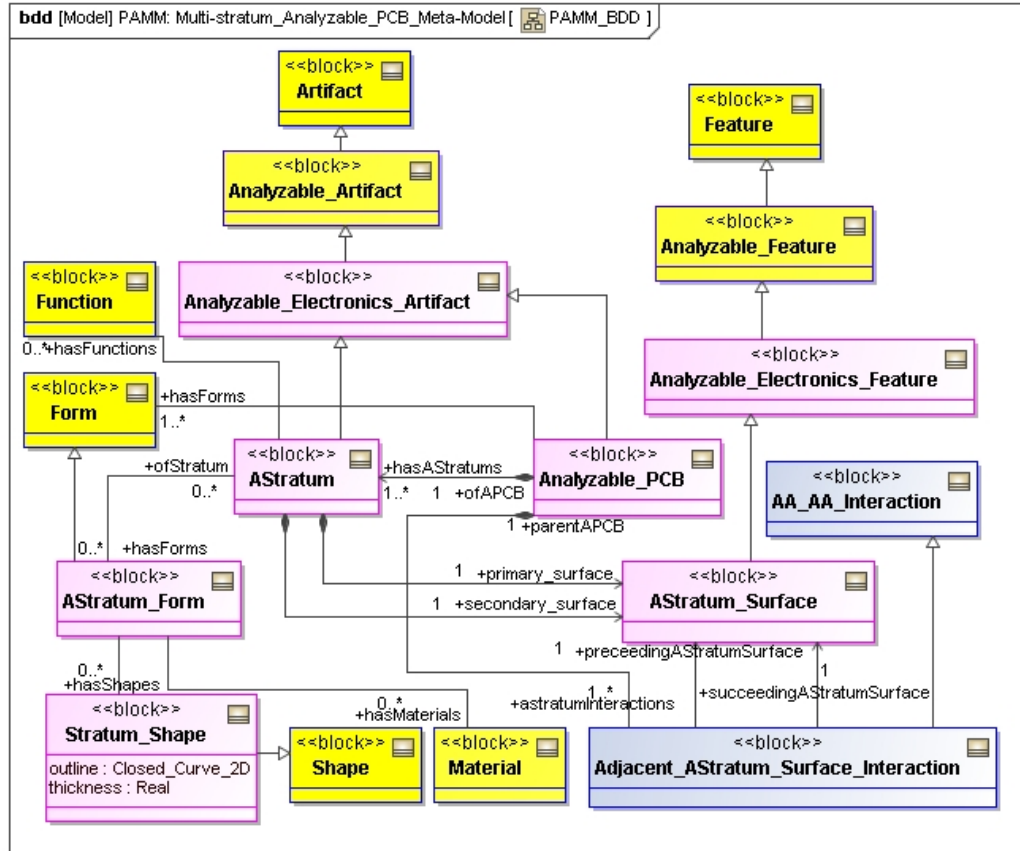 bdd [Model] PAMM: Multi-stratum_Analyzable_PCB_Meta-Model[ PAMM_BDD ]
<<block>>
Artifact
<<block>>
Feature
<<block>>
Analyzable_Artifact
<<block>>
Analyzable_Feature
<<block>>
Function
<<block>>
Analyzable_Electronics_Artifact
0..*
+hasFunctions
<<block>>
Analyzable_Electronics_Feature
<<block>>
Form
+hasForms
1..*
<<block>>
AStratum
+ofStratum
0..*
+hasAStratums
1..*
1
+ofAPCB
<<block>>
Analyzable_PCB
1
+parentAPCB
<<block>>
AA_AA_Interaction
0..*
+hasForms
<<block>>
AStratum_Form
1
+primary_surface
1
+secondary_surface
<<block>>
AStratum_Surface
1
+preceedingAStratumSurface
1
+succeedingAStratumSurface
0..*
+hasShapes
0..*
+hasMaterials
1..*
+astratumInteractions
<<block>>
Stratum_Shape
outline : Closed_Curve_2D
thickness : Real
<<block>>
Shape
<<block>>
Material
<<block>>
Adjacent_AStratum_Surface_Interaction